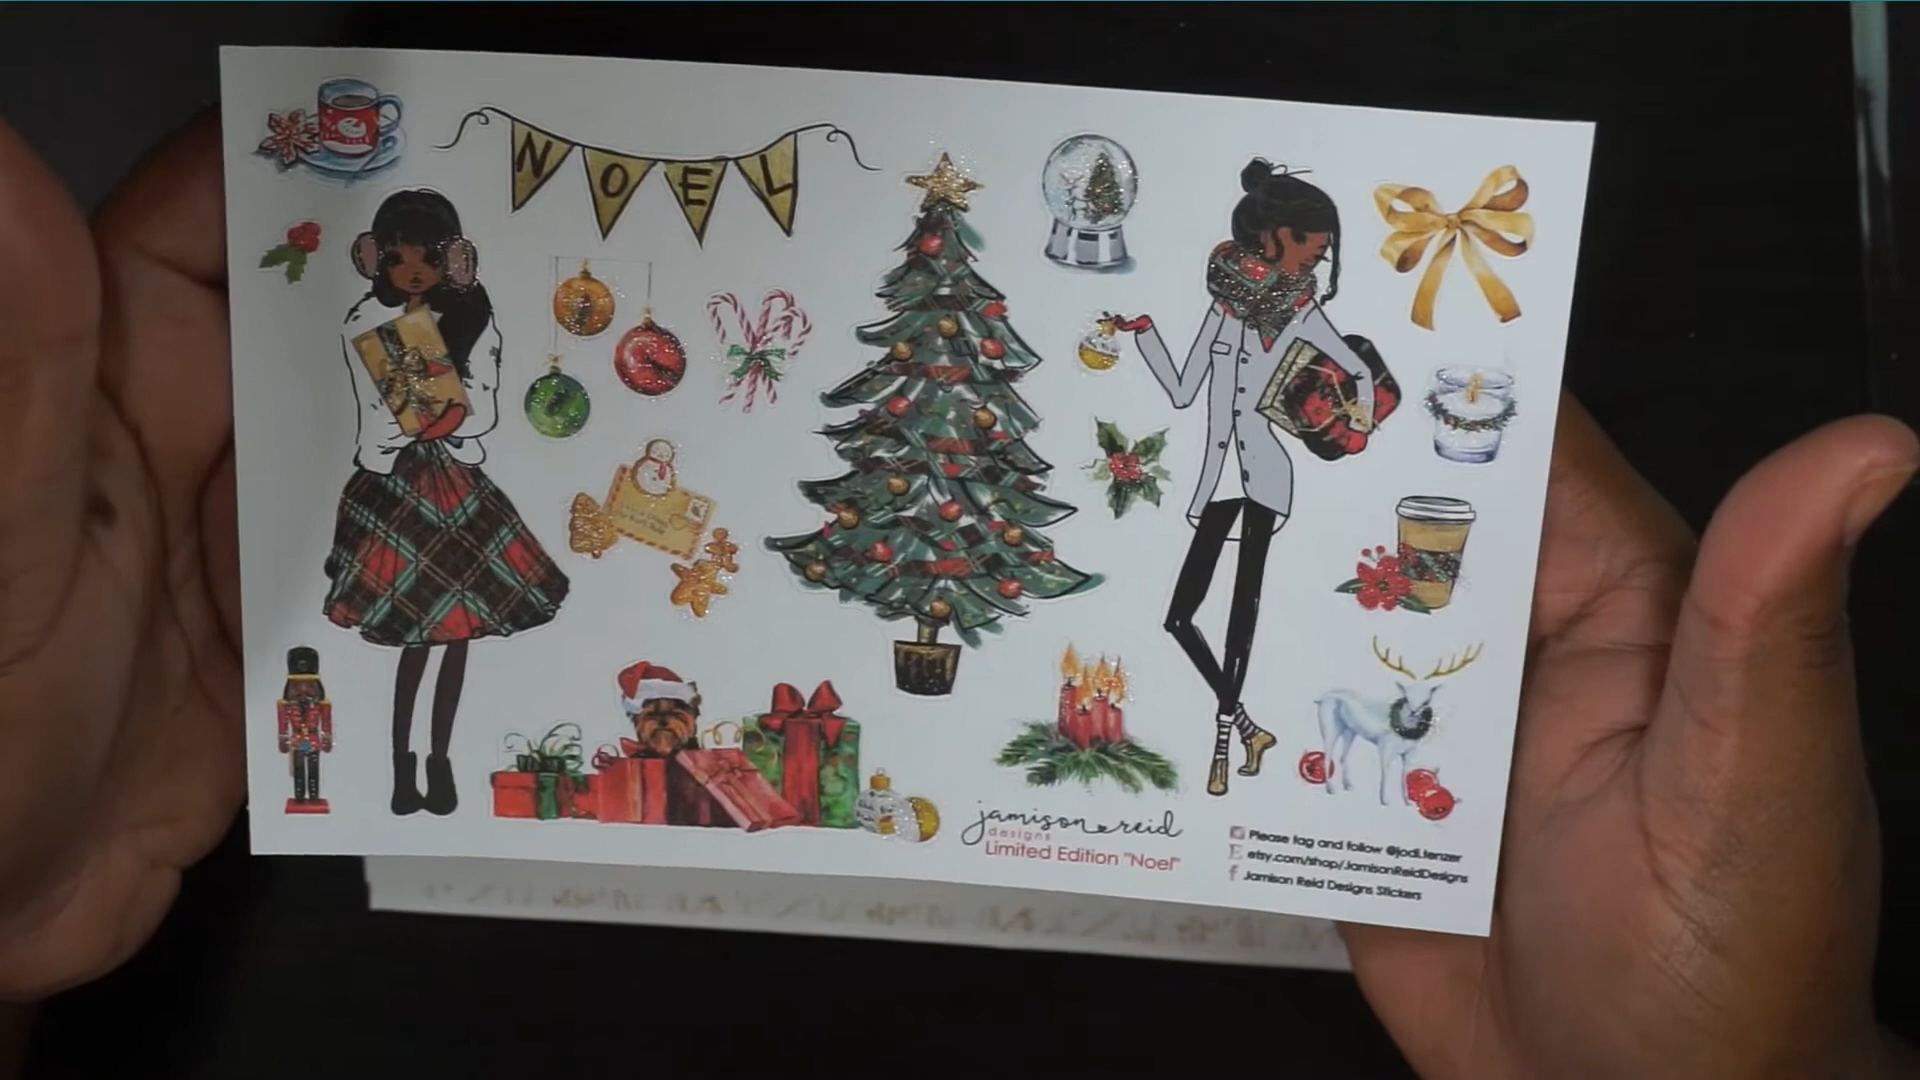 NOEL
jamison reid
designs
Limited Edition "Noel"
Please tag and follow @jodi.tenzer
etsy.com/shop/JamisonReidDesigns
Jamison Reid Designs Stickers